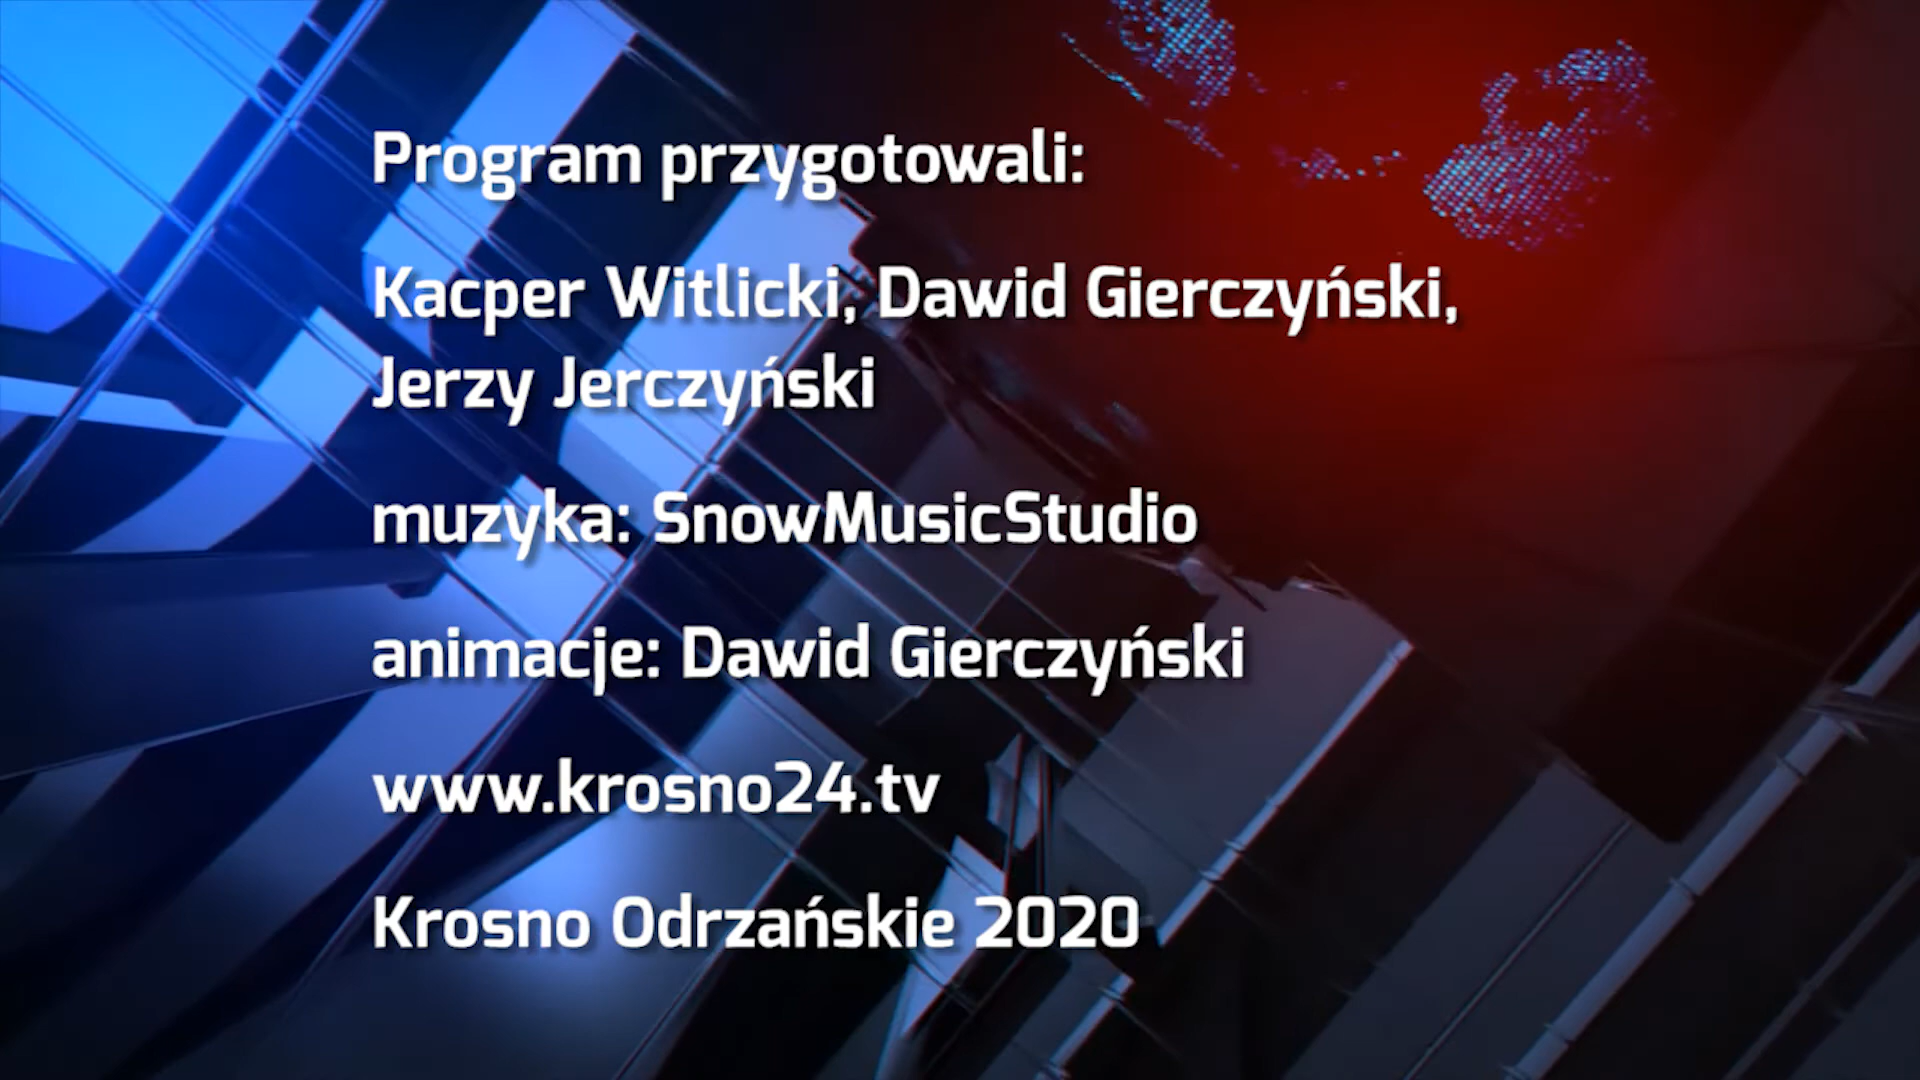 Program przygotowali:
Kacper Witlicki, Dawid Gierczyński,
Jerzy Jerczyński
muzyka: SnowMusicStudio
animacje: Dawid Gierczyński
www.krosno24.tv
Krosno Odrzańskie 2020